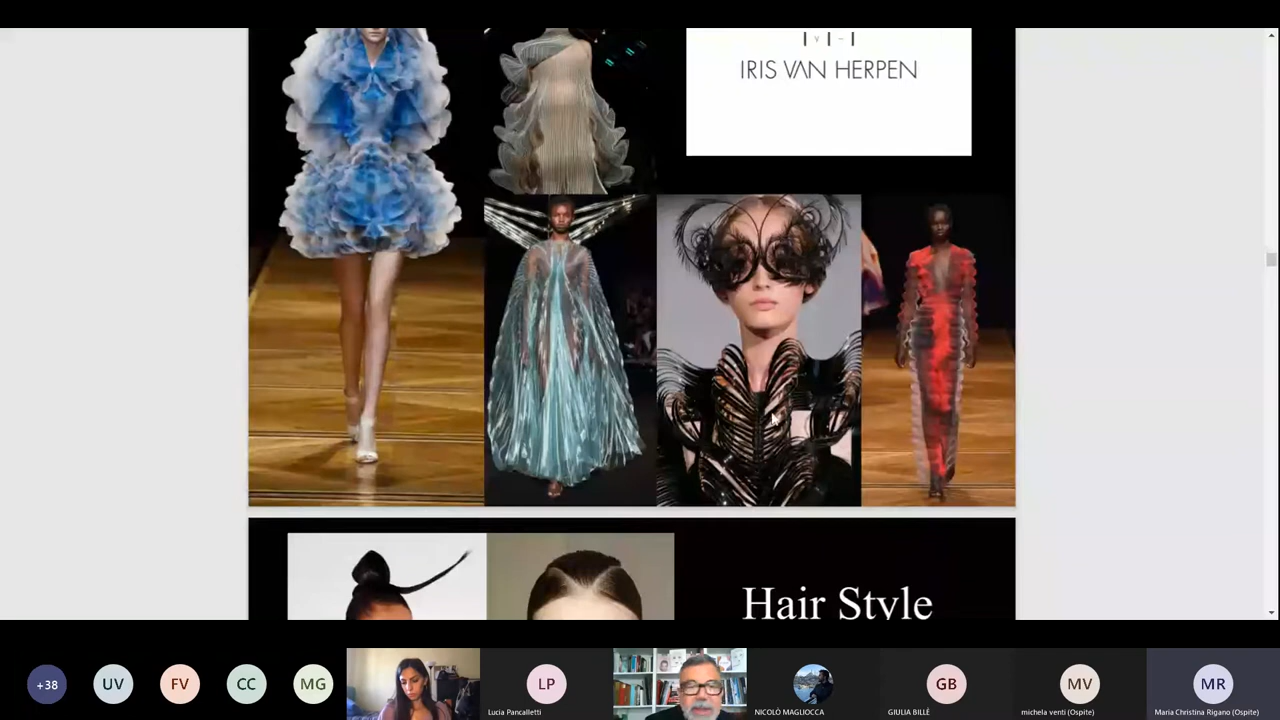 IRIS VAN HERPEN
Hair Style
+38
UV
FV
CC
MG
LP
Lucia Pancalletti
NICOLÒ MAGLIOCCA
GB
GIULIA BILLÈ
MV
michela venti (Ospite)
MR
Maria Christina Rigano (Ospite)